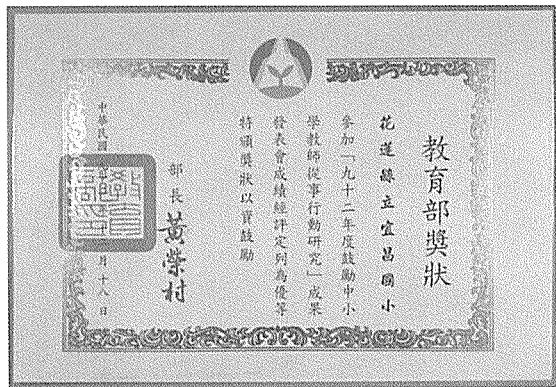 教育部獎狀
花蓮縣立宜昌國小
參加「九十二年度鼓勵中小
學教師從事行動研究」成果
發表會成績經評定列為優等
特頒獎狀以資鼓勵
部長 黃榮村
中華民國 月十八日